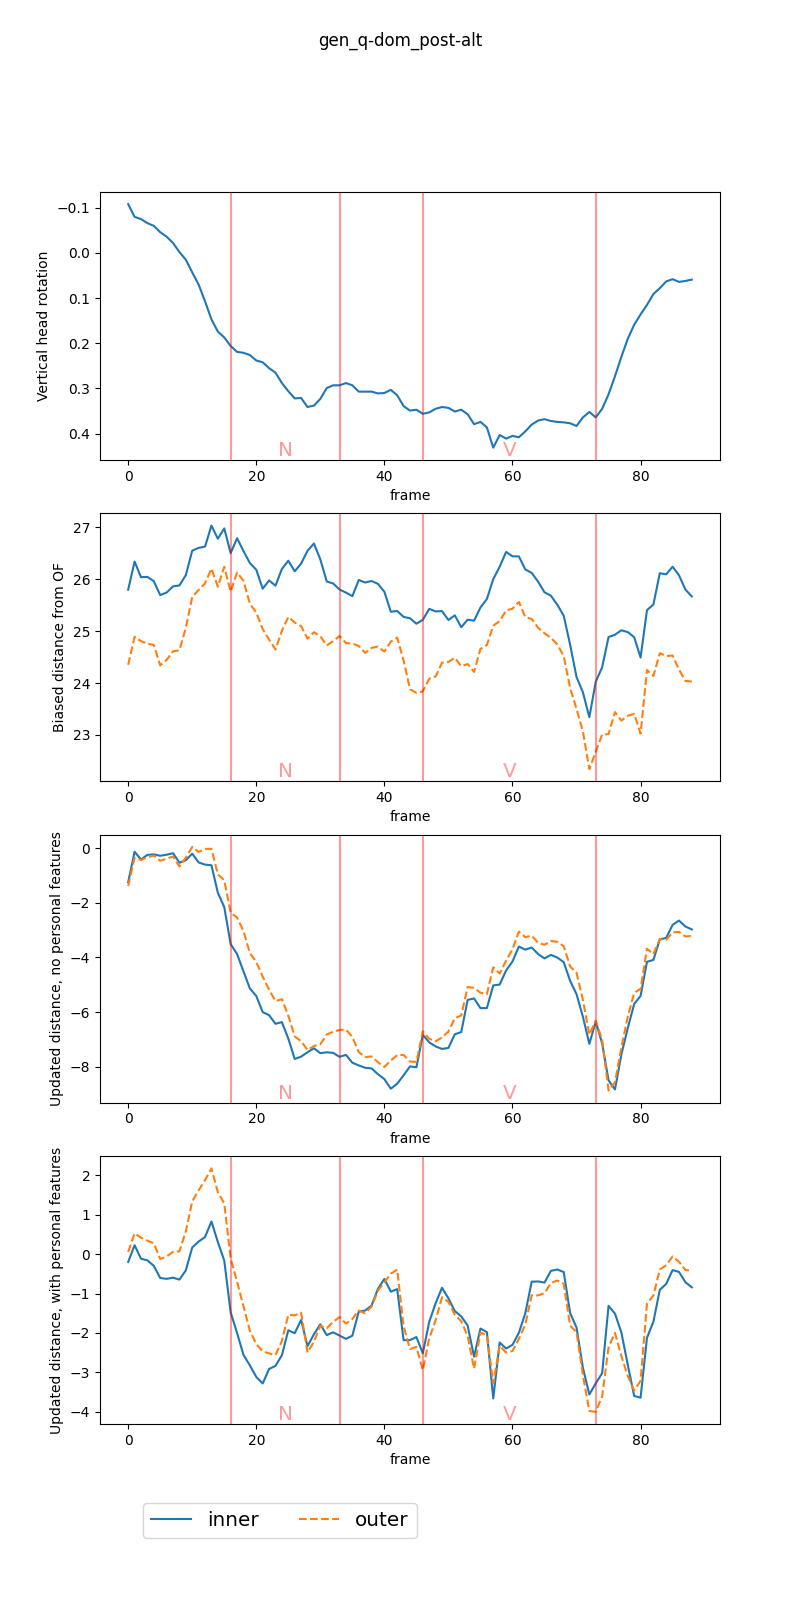 gen_q-dom_post-alt
Vertical head rotation
−0.1
0.0
0.1
0.2
0.3
0.4
N
V
0 20 40 60 80
frame
Biased distance from OF
27
26
25
24
23
N
V
0 20 40 60 80
frame
Updated distance, no personal features
0
−2
−4
−6
−8
N
V
0 20 40 60 80
frame
Updated distance, with personal features
2
1
0
−1
−2
−3
−4
N
V
0 20 40 60 80
frame
inner outer